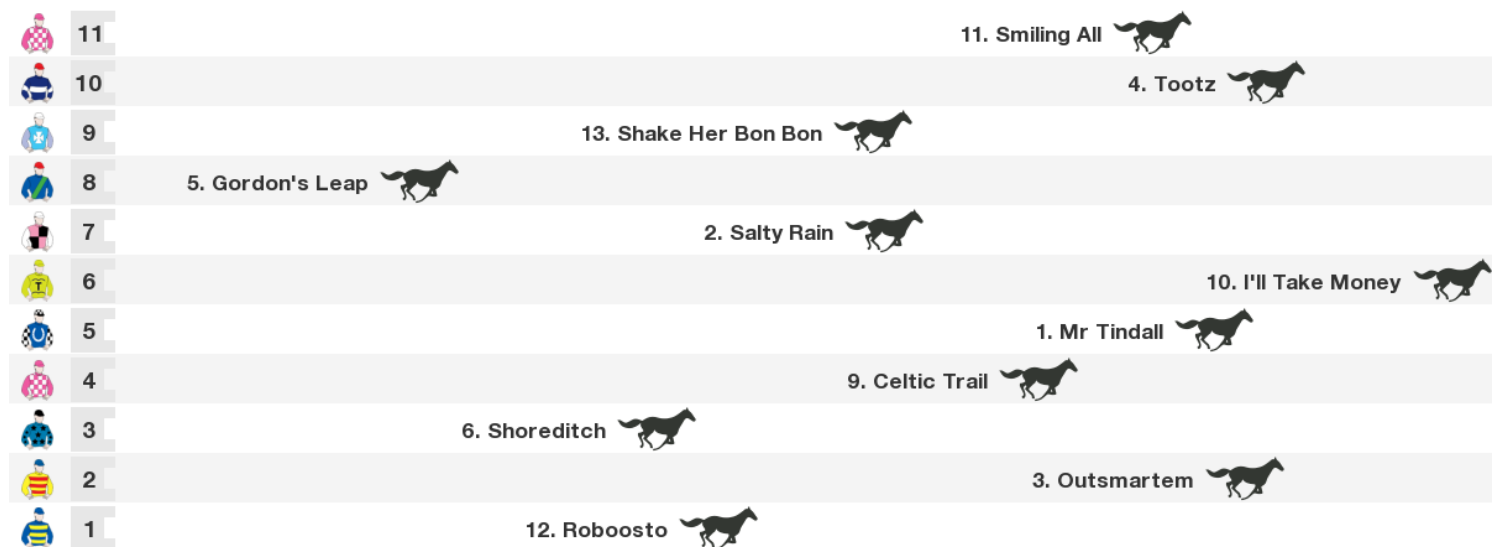 11 11. Smiling All
10 4. Tootz
9 13. Shake Her Bon Bon
8 5. Gordon's Leap
7 2. Salty Rain
T 6 10. I'll Take Money
5 1. Mr Tindall
4 9. Celtic Trail
3 6. Shoreditch
2 3. Outsmartem
1 12. Roboosto